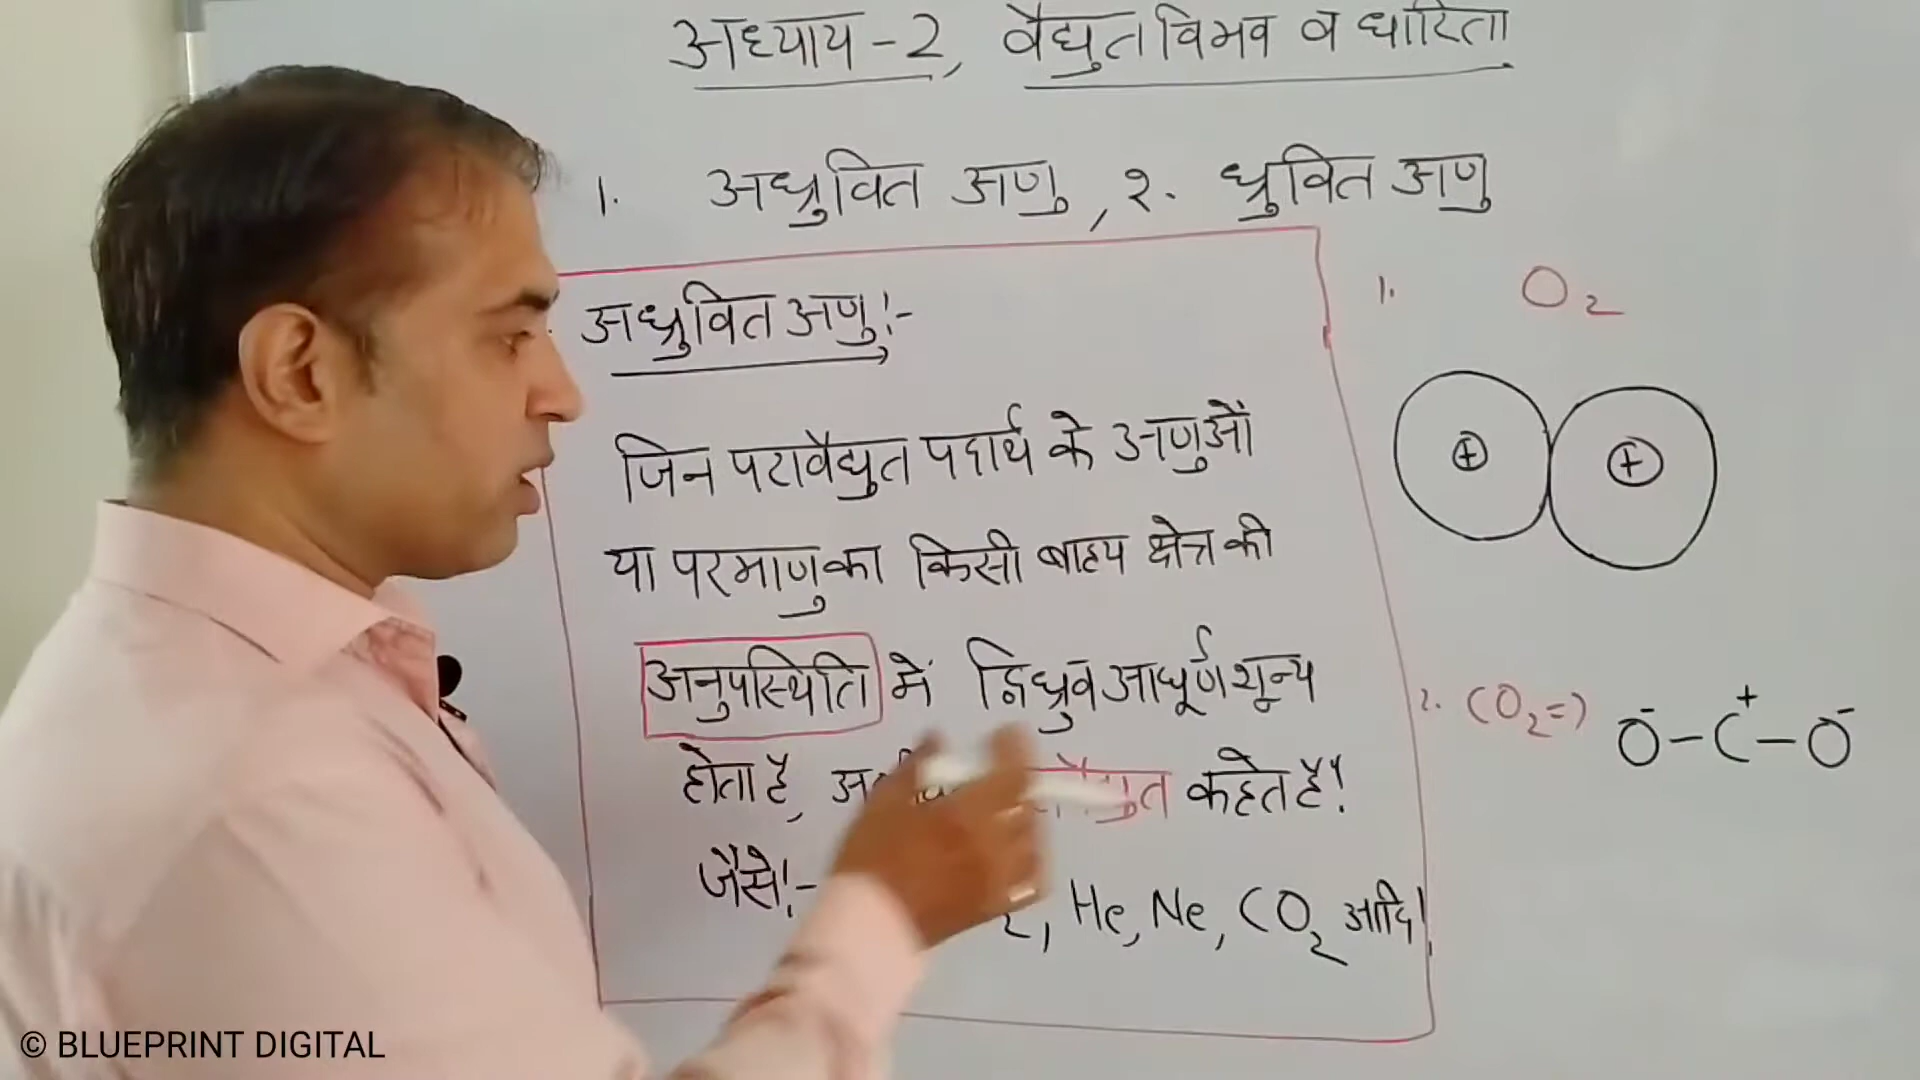 अध्याय - 2, वैद्युत विभव व धारिता
1. अध्रुवित अणु, 2. ध्रुवित अणु
अध्रुवित अणु!-
जिन परावैद्युत पदार्थ के अणुओं
या परमाणु का किसी बाह्य क्षेत्र की
अनुपस्थिति में द्विध्रुव आघूर्ण शून्य
होता है, कहते है!
जैसे!- He, Ne, CO2 आदि!
1. O2
+ +
2. CO2 => O- - C+ - O-
© BLUEPRINT DIGITAL